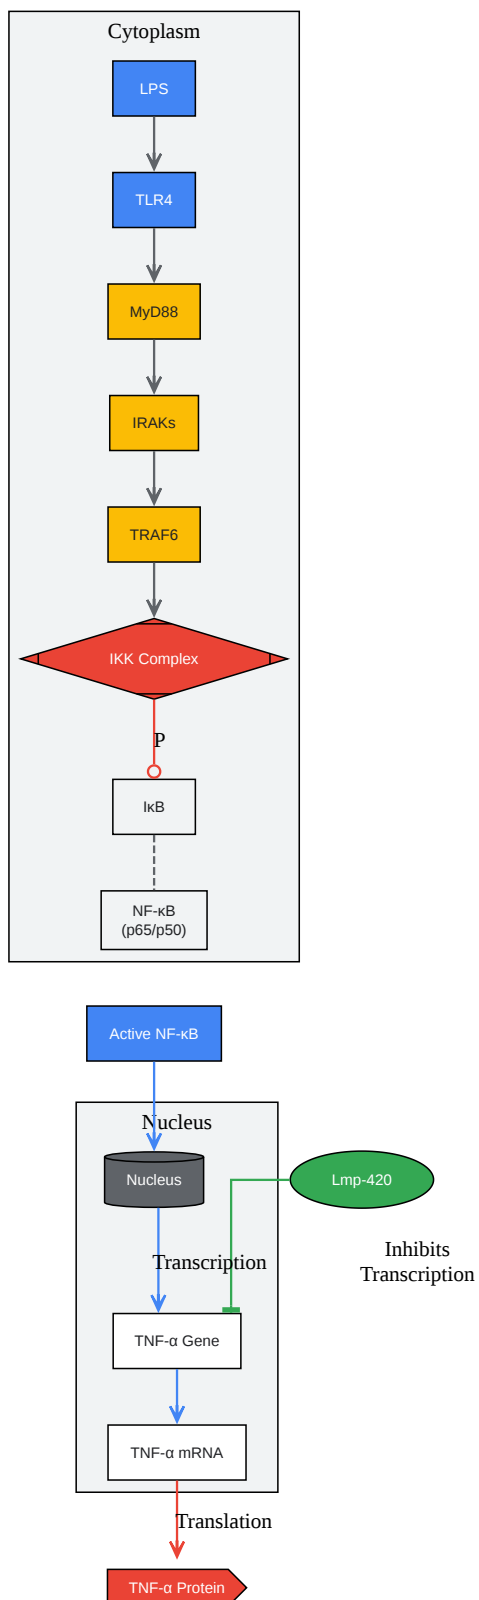 Cytoplasm
LPS
TLR4
MyD88
IRAKs
TRAF6
IKK Complex
P
IκB
NF-κB
(p65/p50)
Active NF-κB
Nucleus
Nucleus
Lmp-420
Inhibits
Transcription
Transcription
TNF-α Gene
TNF-α mRNA
Translation
TNF-α Protein